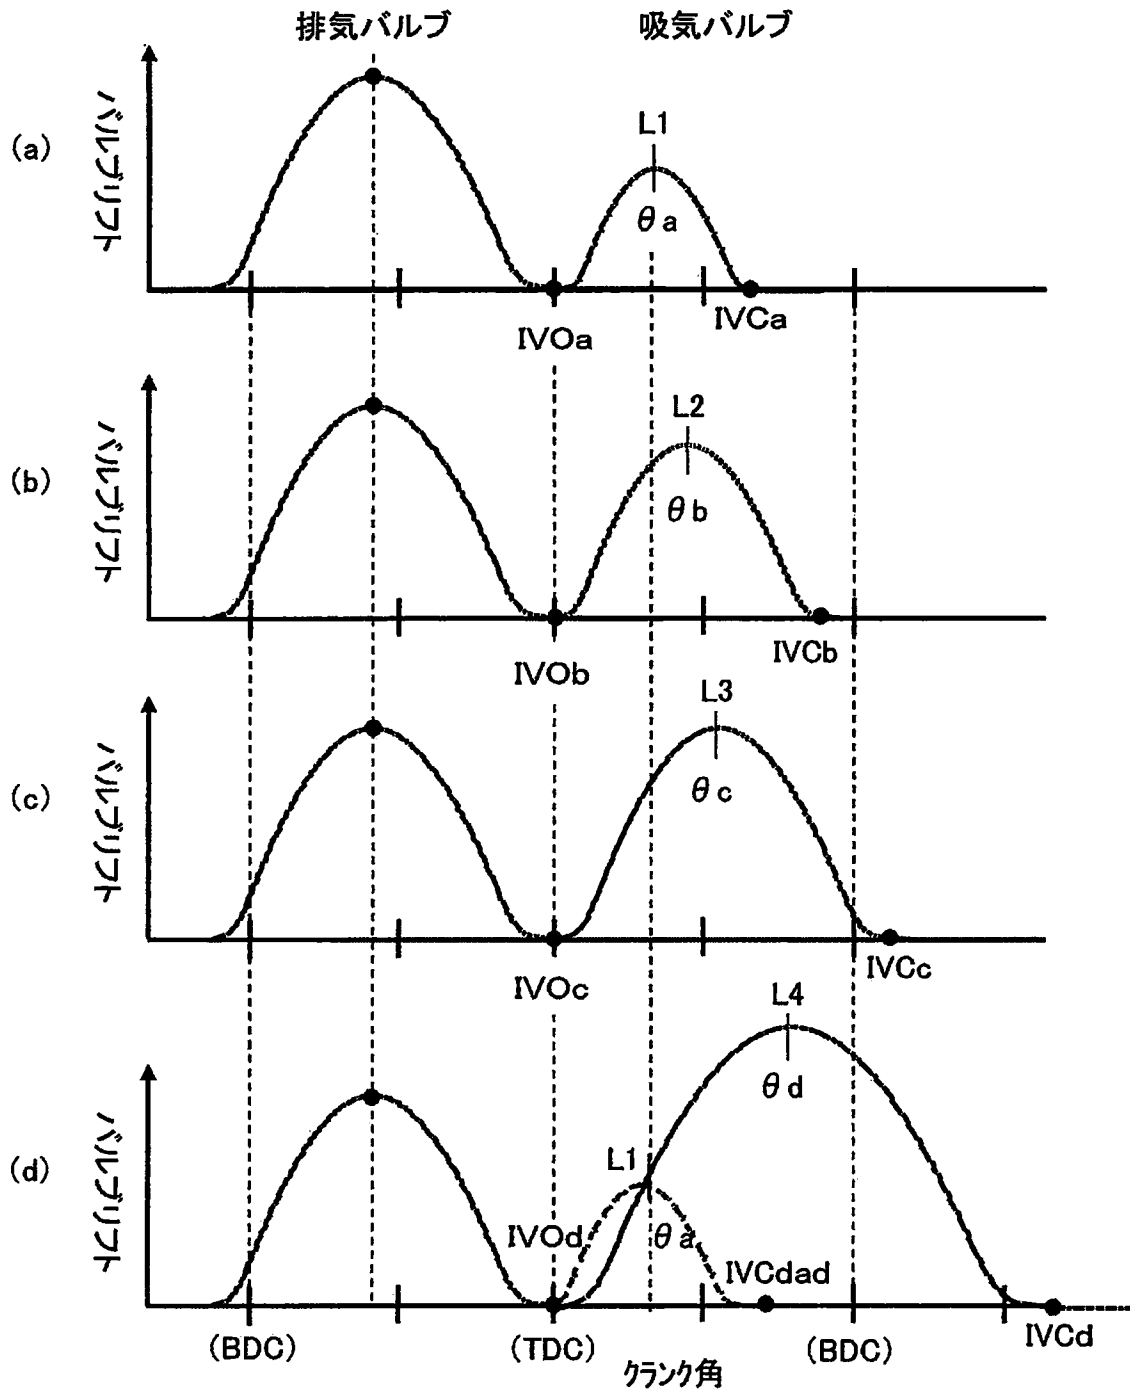 排気バルブ 吸気バルブ
(a)
バルブリフト
L1
θa
IVOa
IVCa
(b)
バルブリフト
L2
θb
IVOb
IVCb
(c)
バルブリフト
L3
θc
IVOc
IVCc
(d)
バルブリフト
L4
θd
L1
θa
IVOd
IVCdad
IVCd
(BDC) (TDC) (BDC)
クランク角